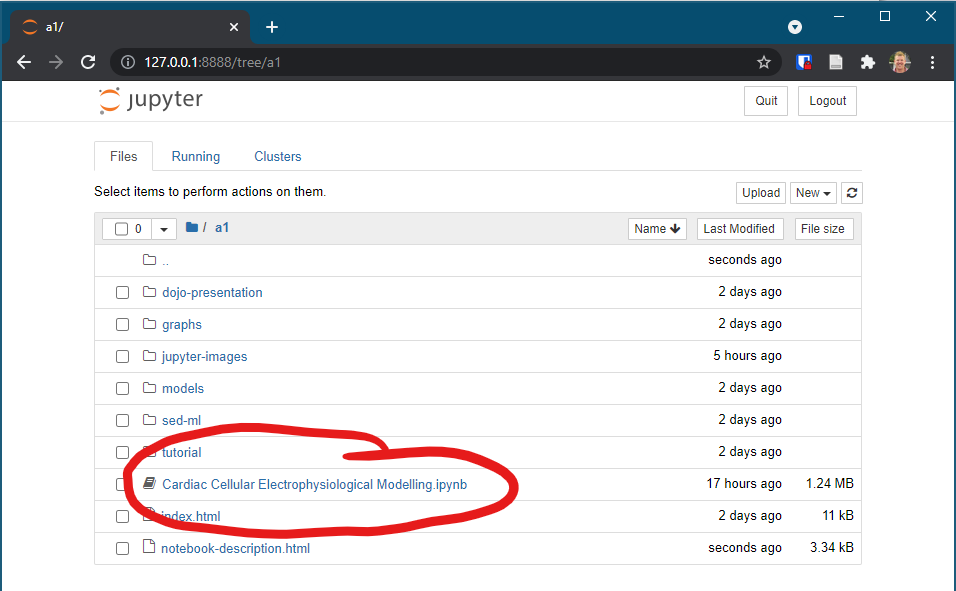 a1/
127.0.0.1:8888/tree/a1
jupyter
Quit Logout
Files Running Clusters
Select items to perform actions on them.
Upload New
0 / a1 Name Last Modified File size
.. seconds ago
dojo-presentation 2 days ago
graphs 2 days ago
jupyter-images 5 hours ago
models 2 days ago
sed-ml 2 days ago
tutorial 2 days ago
Cardiac Cellular Electrophysiological Modelling.ipynb 17 hours ago 1.24 MB
index.html 2 days ago 11 kB
notebook-description.html seconds ago 3.34 kB